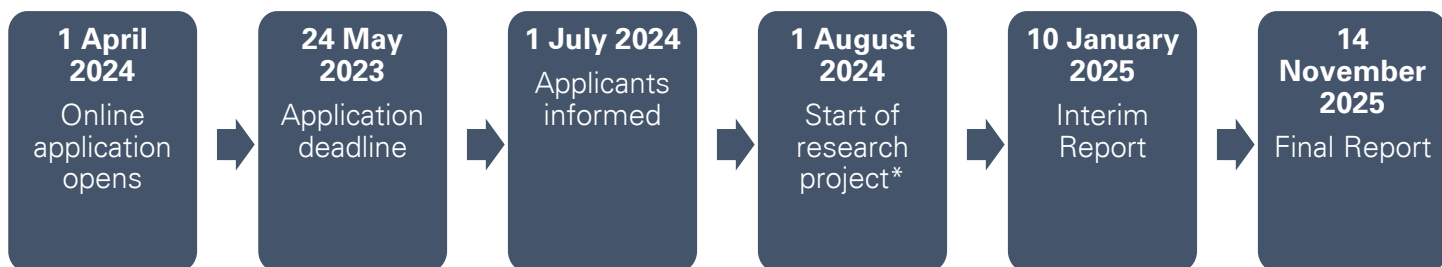 1 April
2024
Online
application
opens
24 May
2023
Application
deadline
1 July 2024
Applicants
informed
1 August
2024
Start of
research
project*
10 January
2025
Interim
Report
14
November
2025
Final Report